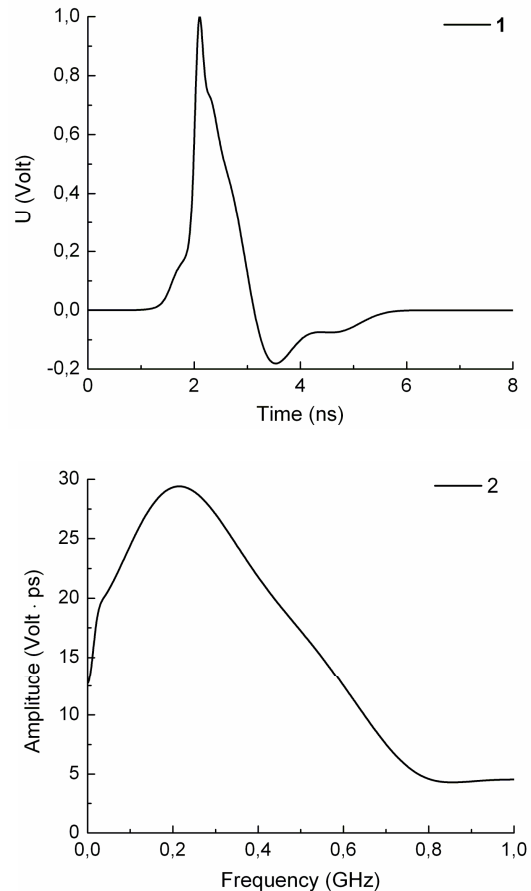 1,0
1
0,8
0,6
0,4
0,2
0,0
-0,2
U (Volt)
0 2 4 6 8
Time (ns)
30
2
25
20
15
10
5
0
Amplituce (Volt · ps)
0,0 0,2 0,4 0,6 0,8 1,0
Frequency (GHz)